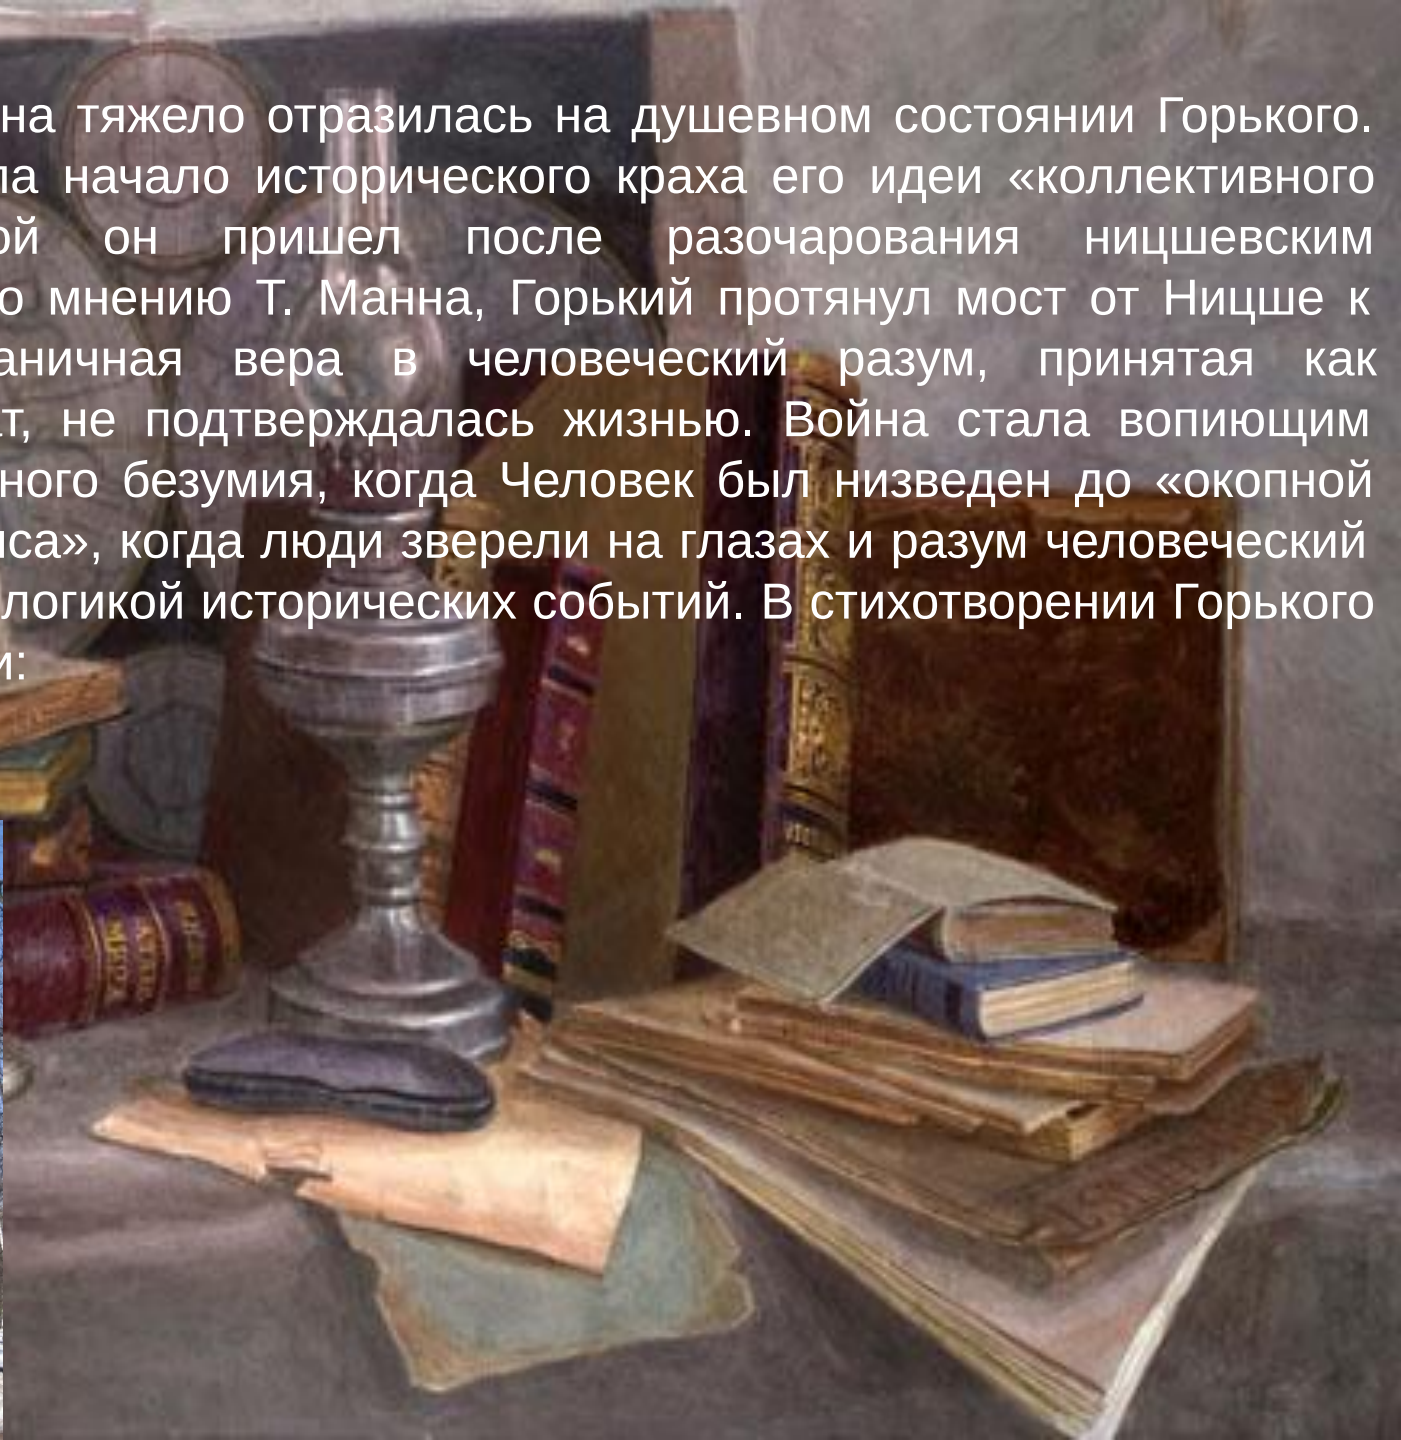 на тяжело отразилась на душевном состоянии Горького.
ла начало исторического краха его идеи «коллективного
ой он пришел после разочарования ницшевским
о мнению Т. Манна, Горький протянул мост от Ницше к
аничная вера в человеческий разум, принятая как
ат, не подтверждалась жизнью. Война стала вопиющим
ного безумия, когда Человек был низведен до «окопной
иса», когда люди зверели на глазах и разум человеческий
логикой исторических событий. В стихотворении Горького
и: